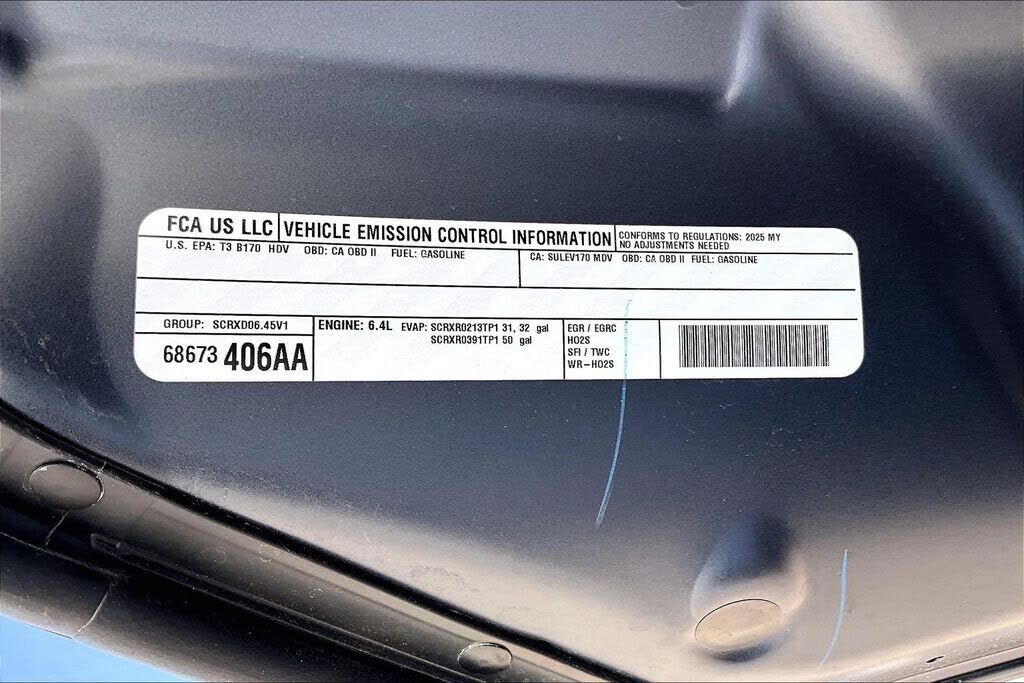 FCA US LLC
VEHICLE EMISSION CONTROL INFORMATION
CONFORMS TO REGULATIONS: 2025 MY
NO ADJUSTMENTS NEEDED
U.S. EPA: T3 B170 HDV OBD: CA OBD II FUEL: GASOLINE
CA: SULEV170 MDV OBD: CA OBD II FUEL: GASOLINE
GROUP: SCRXD06.45V1
68673 406AA
ENGINE: 6.4L EVAP: SCRXR0213TP1 31, 32 gal
SCRXR0391TP1 50 gal
EGR / EGRC
HO2S
SFI / TWC
WR-HO2S